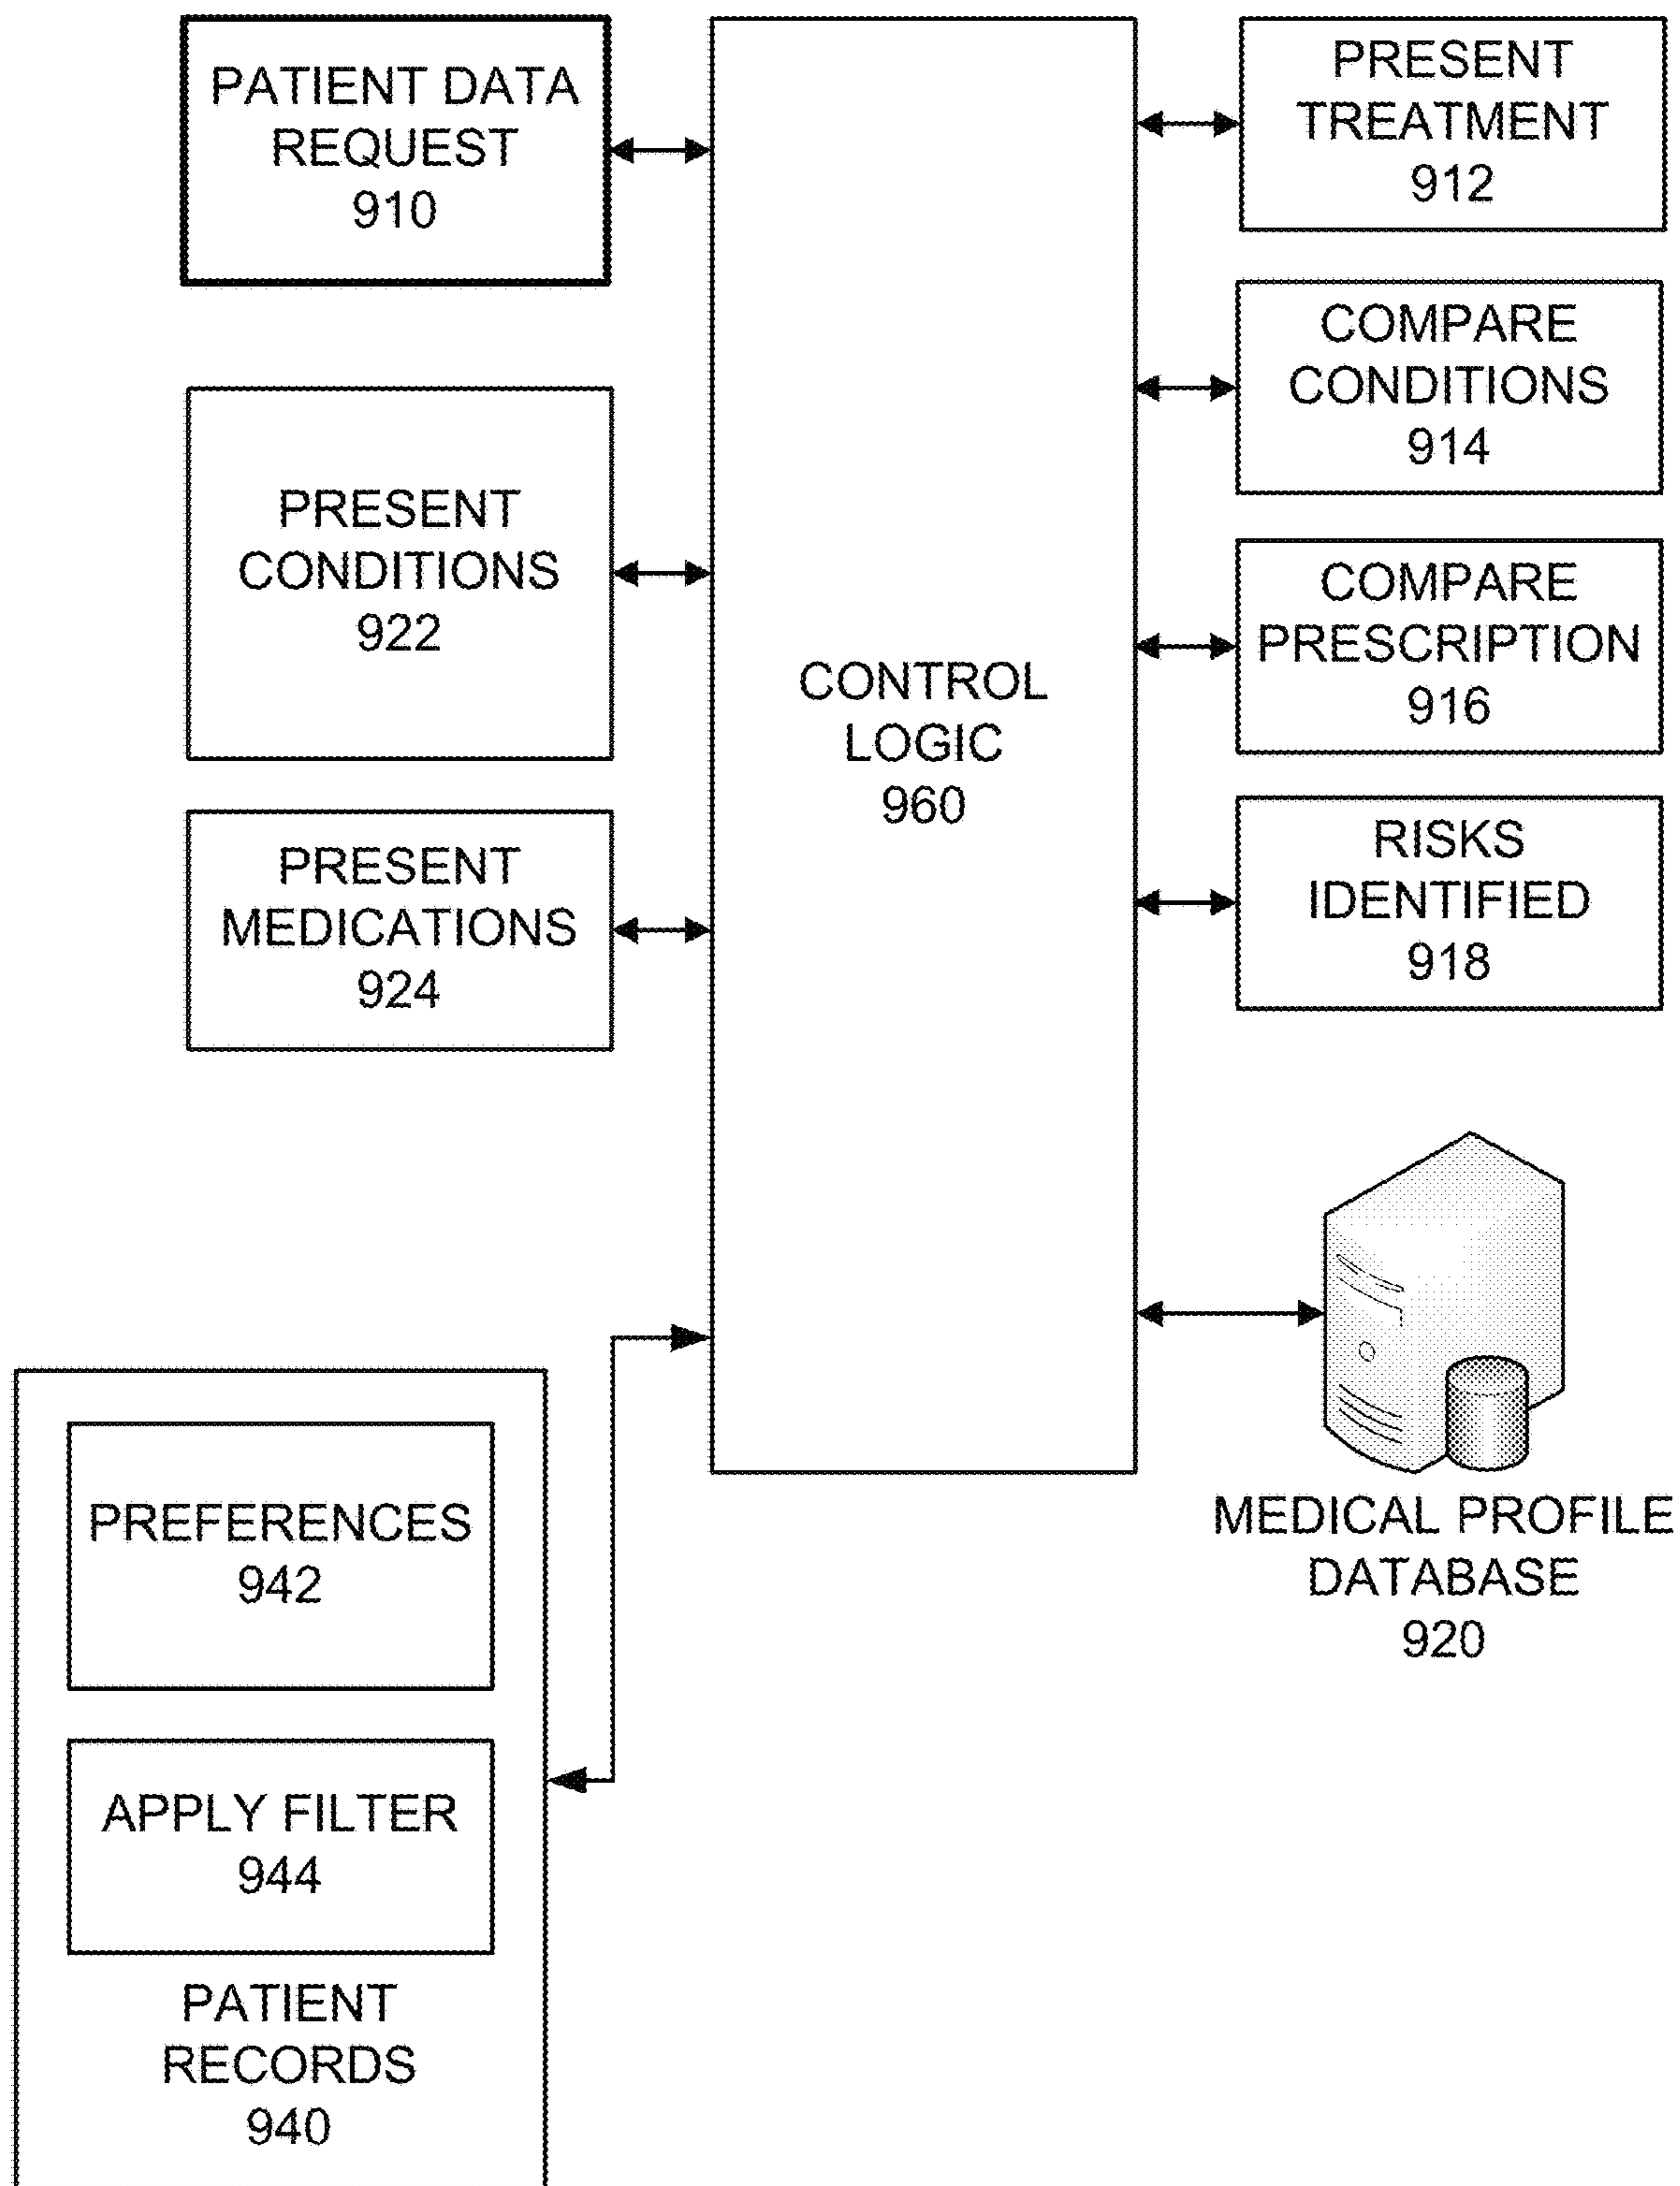 PATIENT DATA
REQUEST
910
PRESENT
CONDITIONS
922
PRESENT
MEDICATIONS
924
CONTROL
LOGIC
960
PRESENT
TREATMENT
912
COMPARE
CONDITIONS
914
COMPARE
PRESCRIPTION
916
RISKS
IDENTIFIED
918
MEDICAL PROFILE
DATABASE
920
PREFERENCES
942
APPLY FILTER
944
PATIENT
RECORDS
940